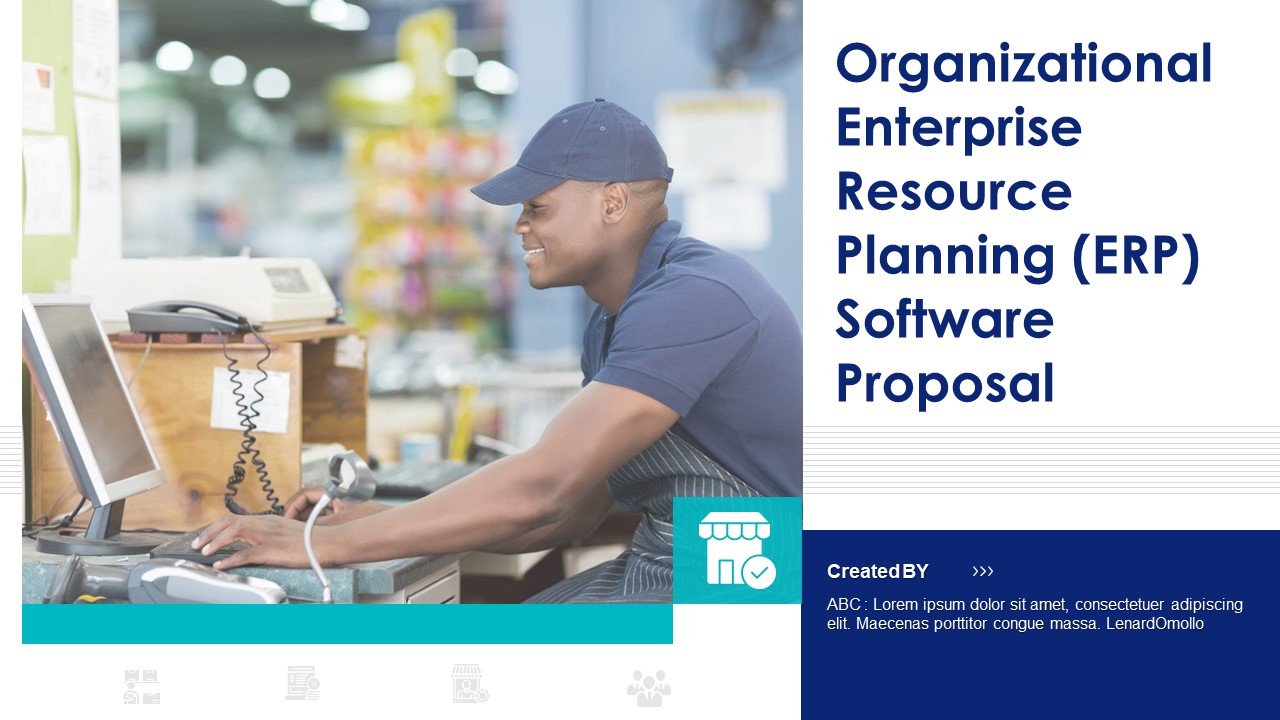 Organizational
Enterprise
Resource
Planning (ERP)
Software
Proposal
Created BY >>>
ABC : Lorem ipsum dolor sit amet, consectetuer adipiscing
elit. Maecenas porttitor congue massa. LenardOmollo